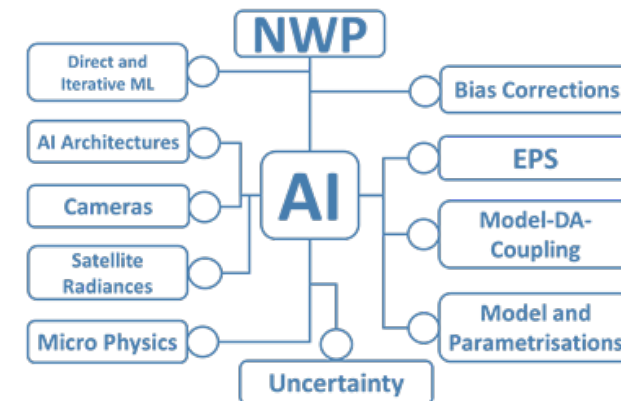 NWP
Direct and
Iterative ML
Bias Corrections
AI Architectures
EPS
AI
Cameras
Model-DA-
Coupling
Satellite
Radiances
Micro Physics
Model and
Parametrisations
Uncertainty